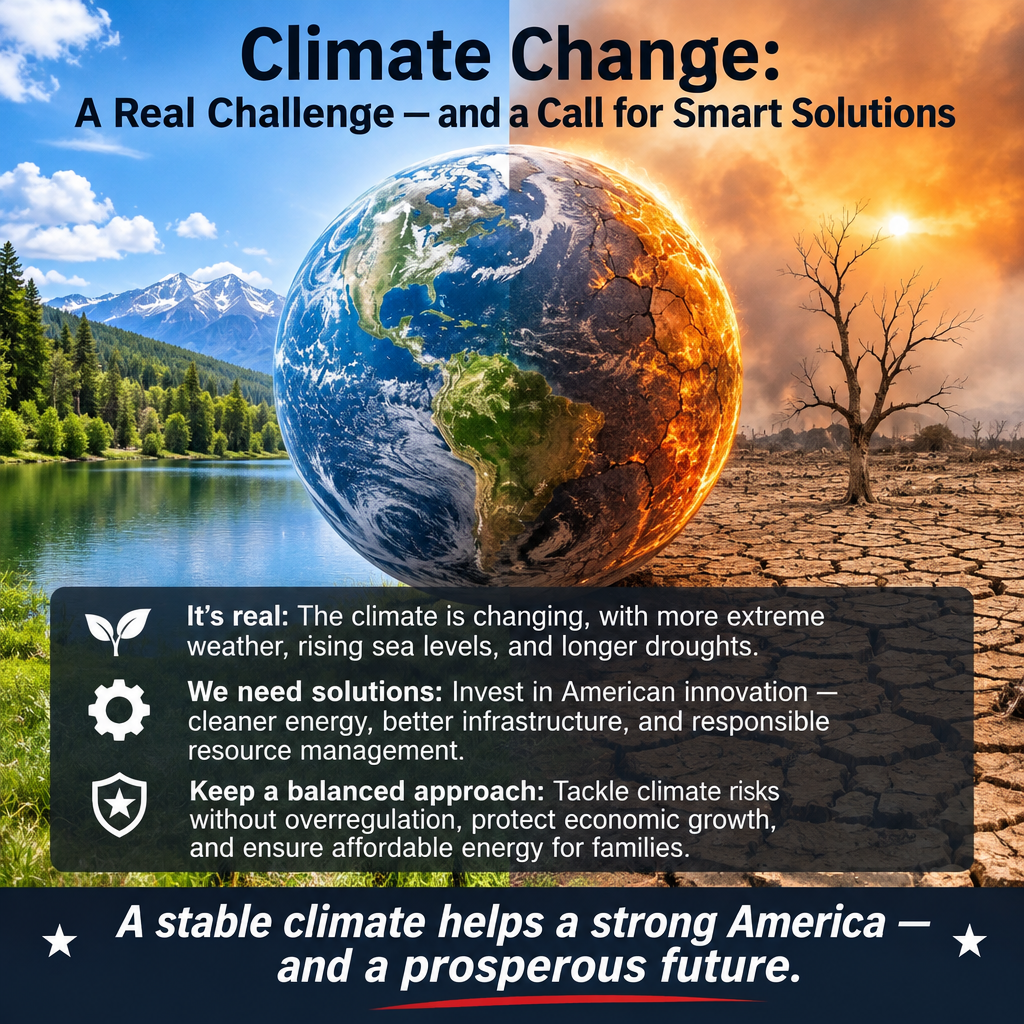 Climate Change:
A Real Challenge — and a Call for Smart Solutions
It's real: The climate is changing, with more extreme
weather, rising sea levels, and longer droughts.
We need solutions: Invest in American innovation —
cleaner energy, better infrastructure, and responsible
resource management.
Keep a balanced approach: Tackle climate risks
without overregulation, protect economic growth,
and ensure affordable energy for families.
A stable climate helps a strong America —
and a prosperous future.